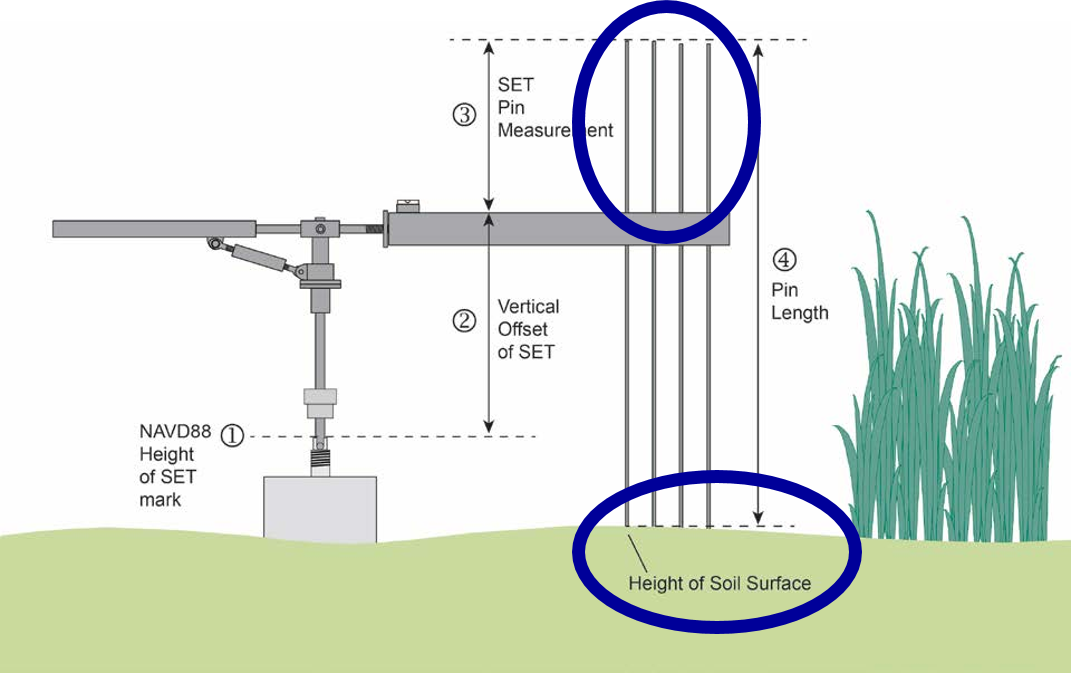 ③
SET
Pin
Measurement
④
Pin
Length
②
Vertical
Offset
of SET
NAVD88 ①
Height
of SET
mark
Height of Soil Surface